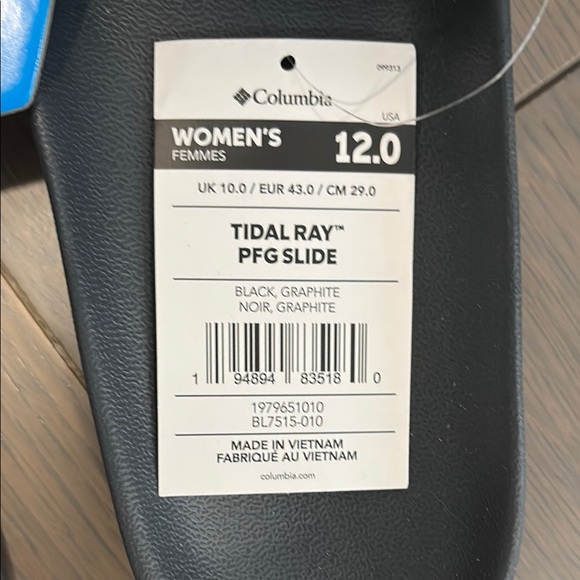 099313
Columbia
USA
WOMEN'S 12.0
FEMMES
UK 10.0 / EUR 43.0 / CM 29.0
TIDAL RAY™
PFG SLIDE
BLACK, GRAPHITE
NOIR, GRAPHITE
1 94894 83518 0
1979651010
BL7515-010
MADE IN VIETNAM
FABRIQUÉ AU VIETNAM
columbia.com